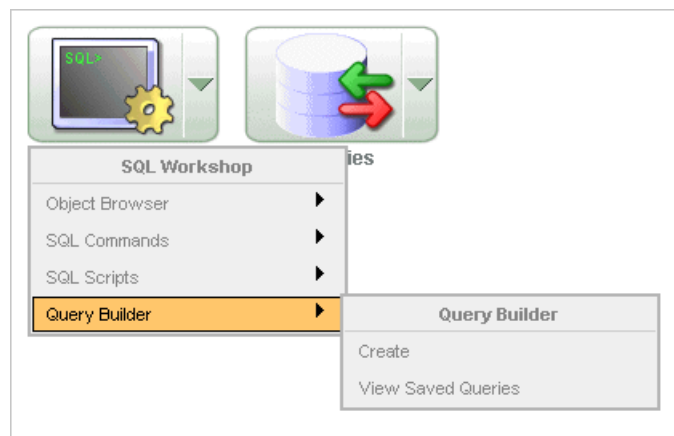 SQL>
ies
SQL Workshop
Object Browser
SQL Commands
SQL Scripts
Query Builder
Query Builder
Create
View Saved Queries